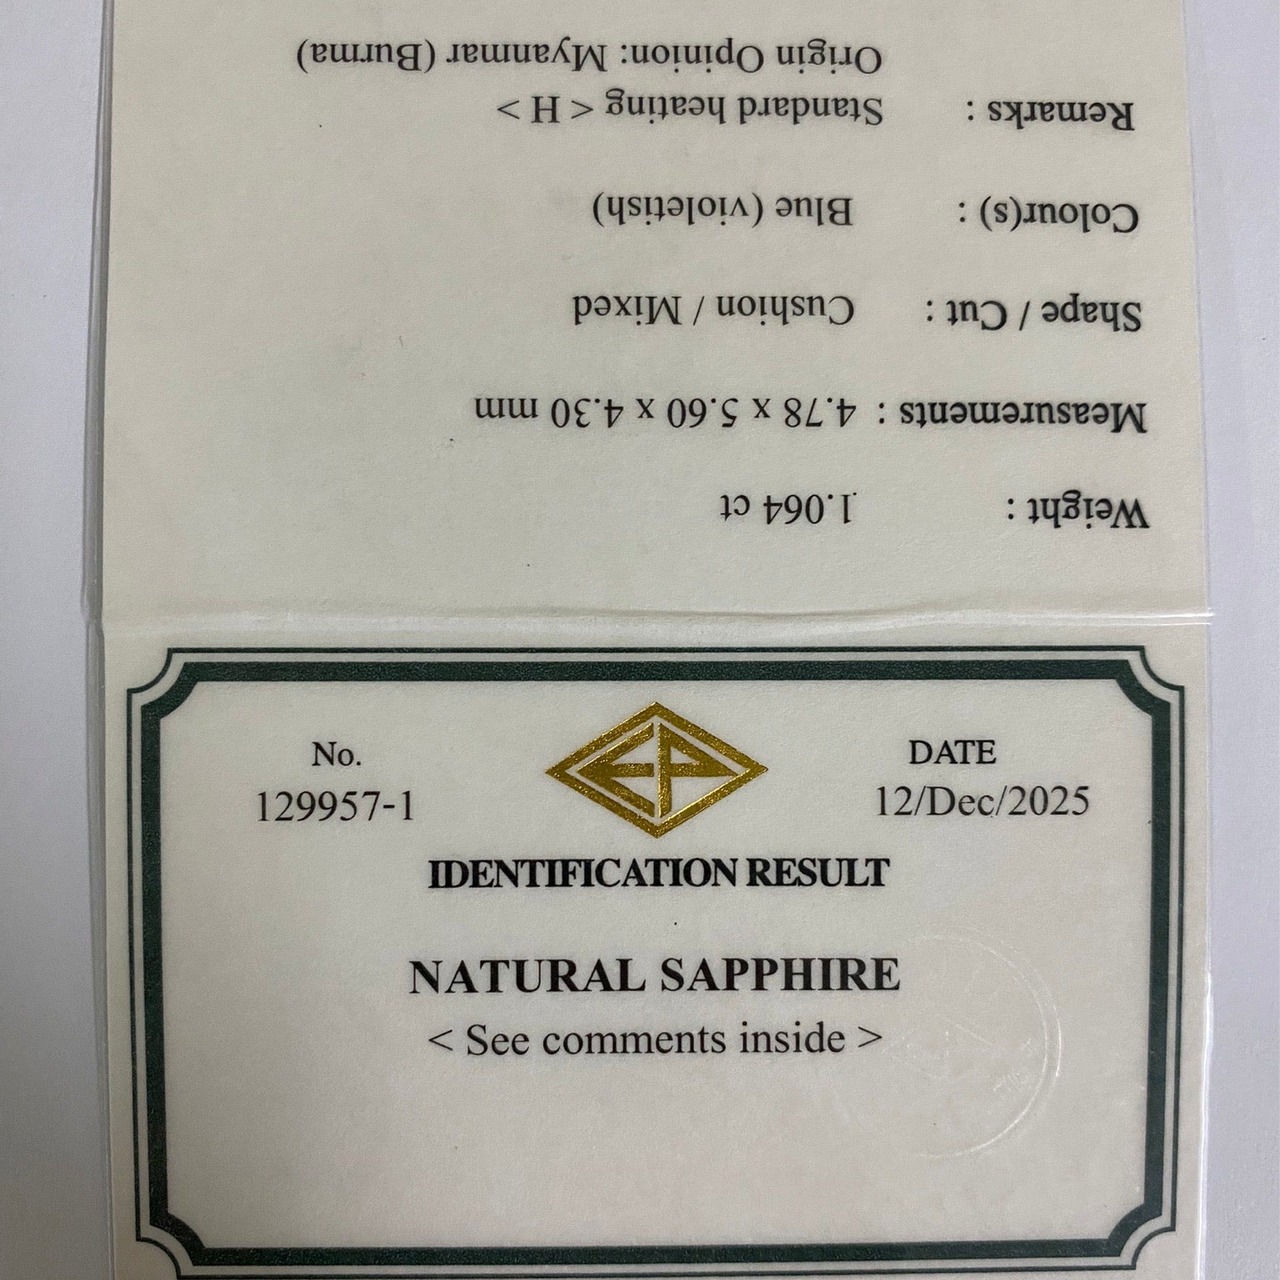 Weight : 1.064 ct
Measurements : 4.78 x 5.60 x 4.30 mm
Shape / Cut : Cushion / Mixed
Colour(s) : Blue (violetish)
Remarks : Standard heating < H >
Origin Opinion: Myanmar (Burma)
No. DATE
129957-1 12/Dec/2025
EP
IDENTIFICATION RESULT
NATURAL SAPPHIRE
< See comments inside >